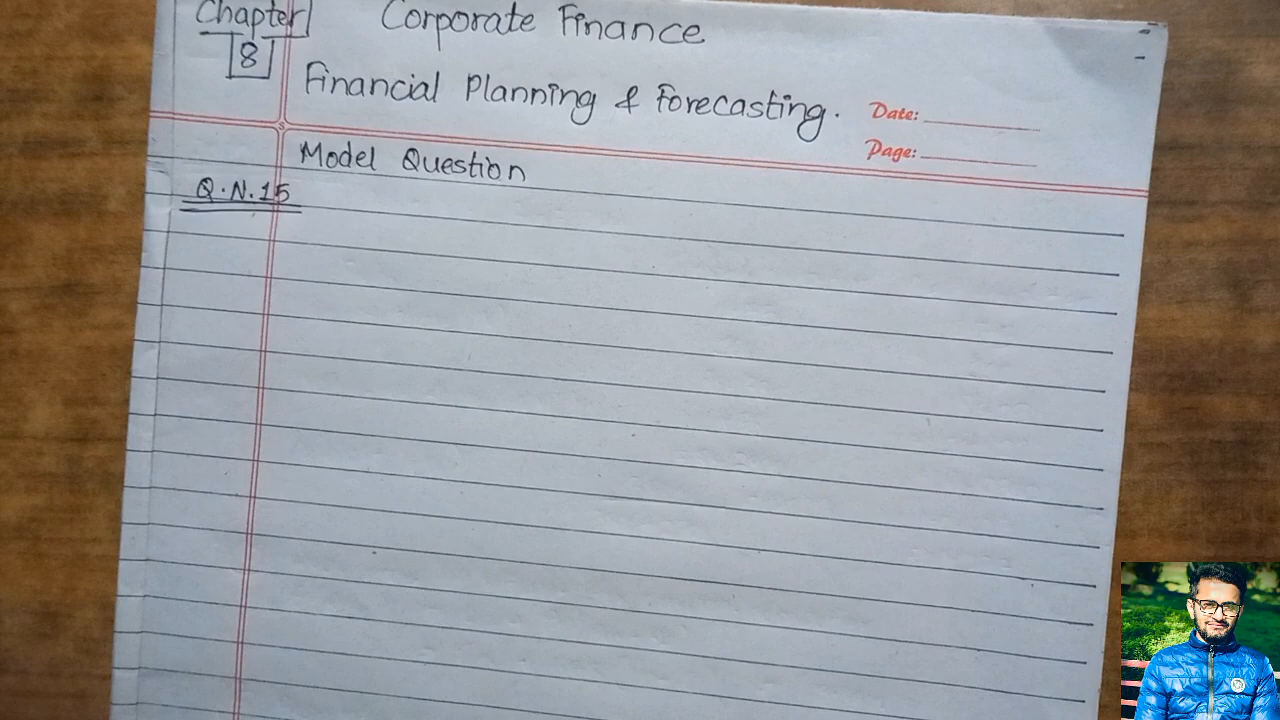 Chapter 8
Corporate Finance
Financial Planning & Forecasting.
Date:
Page:
Model Question
Q.N.15